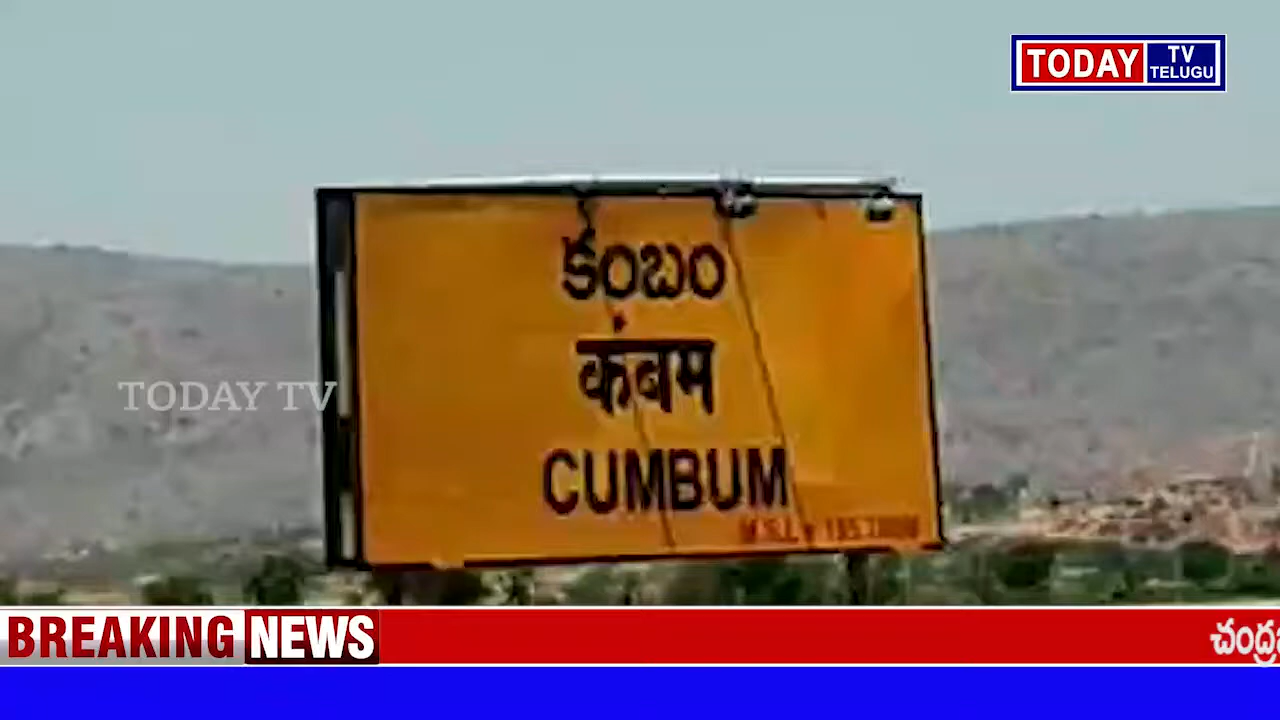 TODAY TV TELUGU
కంబం
कंबम
TODAY TV
CUMBUM
BREAKING NEWS